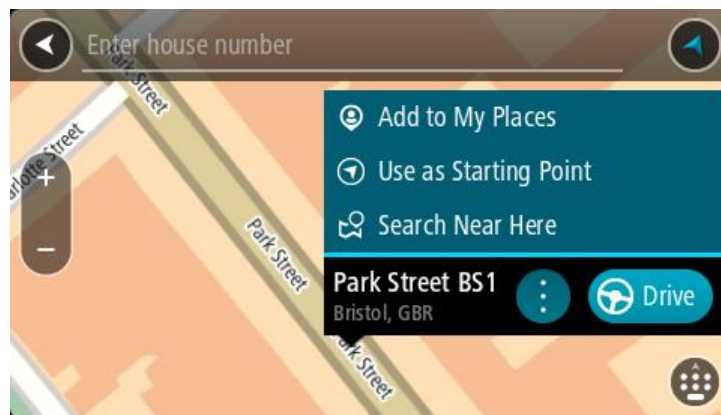 Enter house number
Park Street
Street
Add to My Places
Use as Starting Point
Search Near Here
Park Street
Park Street BS1
Bristol, GBR
Drive
Park Street